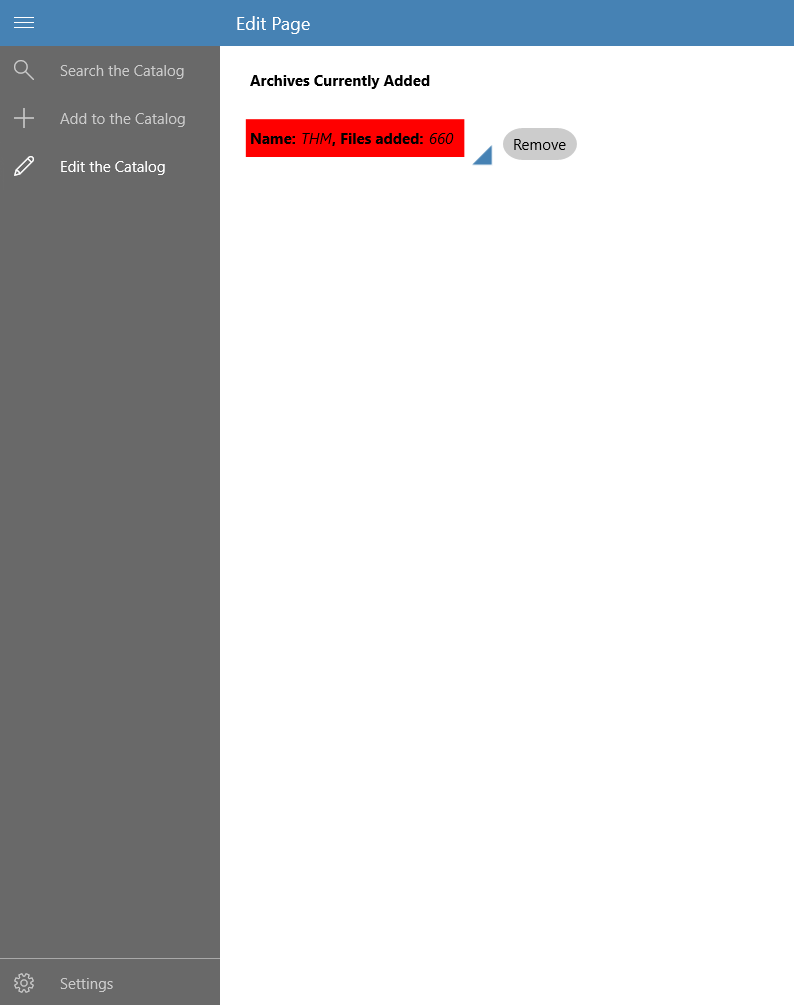 Edit Page
Search the Catalog
Add to the Catalog
Edit the Catalog
Archives Currently Added
Name: THM, Files added: 660
Remove
Settings